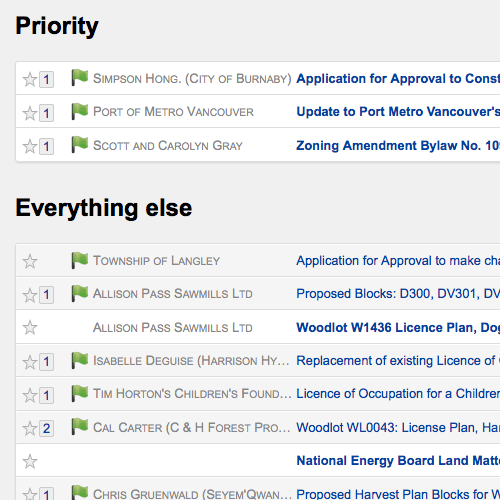 Priority
1 Simpson Hong. (City of Burnaby) Application for Approval to Const
1 Port of Metro Vancouver Update to Port Metro Vancouver's
1 Scott and Carolyn Gray Zoning Amendment Bylaw No. 109
Everything else
Township of Langley Application for Approval to make cha
1 Allison Pass Sawmills Ltd Proposed Blocks: D300, DV301, DV
Allison Pass Sawmills Ltd Woodlot W1436 Licence Plan, Dog
1 Isabelle Deguise (Harrison Hy... Replacement of existing Licence of
1 Tim Horton's Children's Found... Licence of Occupation for a Children
2 Cal Carter (C & H Forest Pro... Woodlot WL0043: License Plan, Har
National Energy Board Land Matte
1 Chris Gruenwald (Seyem'Qwan... Proposed Harvest Plan Blocks for W